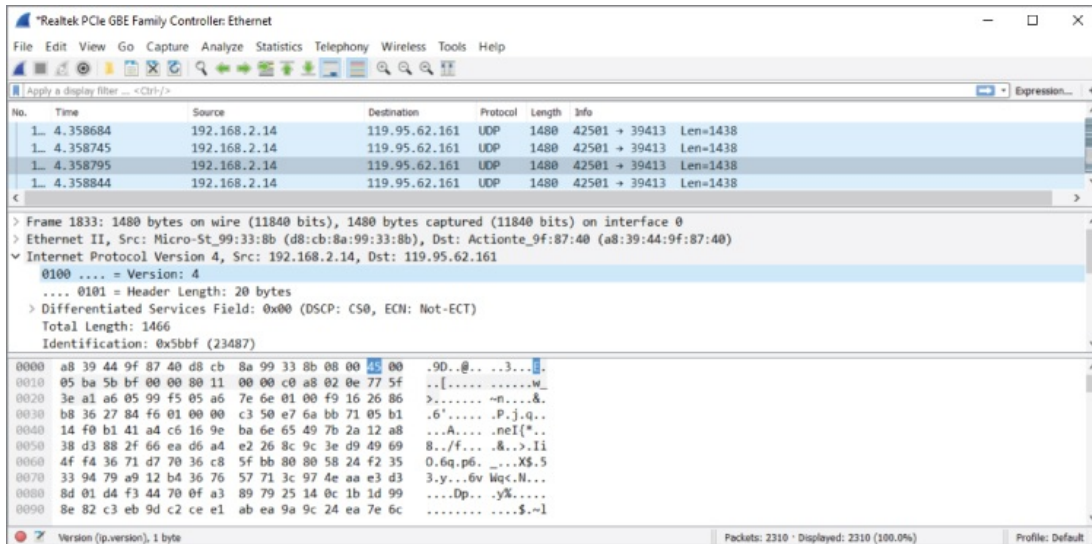 *Realtek PCIe GBE Family Controller: Ethernet
File Edit View Go Capture Analyze Statistics Telephony Wireless Tools Help
Apply a display filter ... <Ctrl-/> Expression...
No. Time Source Destination Protocol Length Info
1... 4.358684 192.168.2.14 119.95.62.161 UDP 1480 42501 → 39413 Len=1438
1... 4.358745 192.168.2.14 119.95.62.161 UDP 1480 42501 → 39413 Len=1438
1... 4.358795 192.168.2.14 119.95.62.161 UDP 1480 42501 → 39413 Len=1438
1... 4.358844 192.168.2.14 119.95.62.161 UDP 1480 42501 → 39413 Len=1438
> Frame 1833: 1480 bytes on wire (11840 bits), 1480 bytes captured (11840 bits) on interface 0
> Ethernet II, Src: Micro-St_99:33:8b (d8:cb:8a:99:33:8b), Dst: Actionte_9f:87:40 (a8:39:44:9f:87:40)
Internet Protocol Version 4, Src: 192.168.2.14, Dst: 119.95.62.161
0100 .... = Version: 4
.... 0101 = Header Length: 20 bytes
> Differentiated Services Field: 0x00 (DSCP: CS0, ECN: Not-ECT)
Total Length: 1466
Identification: 0x5bbf (23487)
0000 a8 39 44 9f 87 40 d8 cb 8a 99 33 8b 08 00 45 00 .9D..@.. ..3...E.
0010 05 ba 5b bf 00 00 80 11 00 00 c0 a8 02 0e 77 5f ..[..... ......w_
0020 3e a1 a6 05 99 f5 05 a6 7e 6e 01 00 f9 16 26 86 >....... ~n....&.
0030 b8 36 27 84 f6 01 00 00 c3 50 e7 6a bb 71 05 b1 .6'..... .P.j.q..
0040 14 f0 b1 41 a4 c6 16 9e ba 6e 65 49 7b 2a 12 a8 ...A.... .neI{*..
0050 38 d3 88 2f 66 ea d6 a4 e2 26 8c 9c 3e d9 49 69 8../f... .&..>.Ii
0060 4f f4 36 71 d7 70 36 c8 5f bb 80 80 58 24 f2 35 O.6q.p6. _...X$.5
0070 33 94 79 a9 12 b4 36 76 57 71 3c 97 4e aa e3 d3 3.y...6v Wq<.N...
0080 8d 01 d4 f3 44 70 0f a3 89 79 25 14 0c 1b 1d 99 ....Dp.. .y%.....
0090 8e 82 c3 eb 9d c2 ce e1 ab ea 9a 9c 24 ea 7e 6c ........ ....$.~l
Version (ip.version), 1 byte Packets: 2310 · Displayed: 2310 (100.0%) Profile: Default